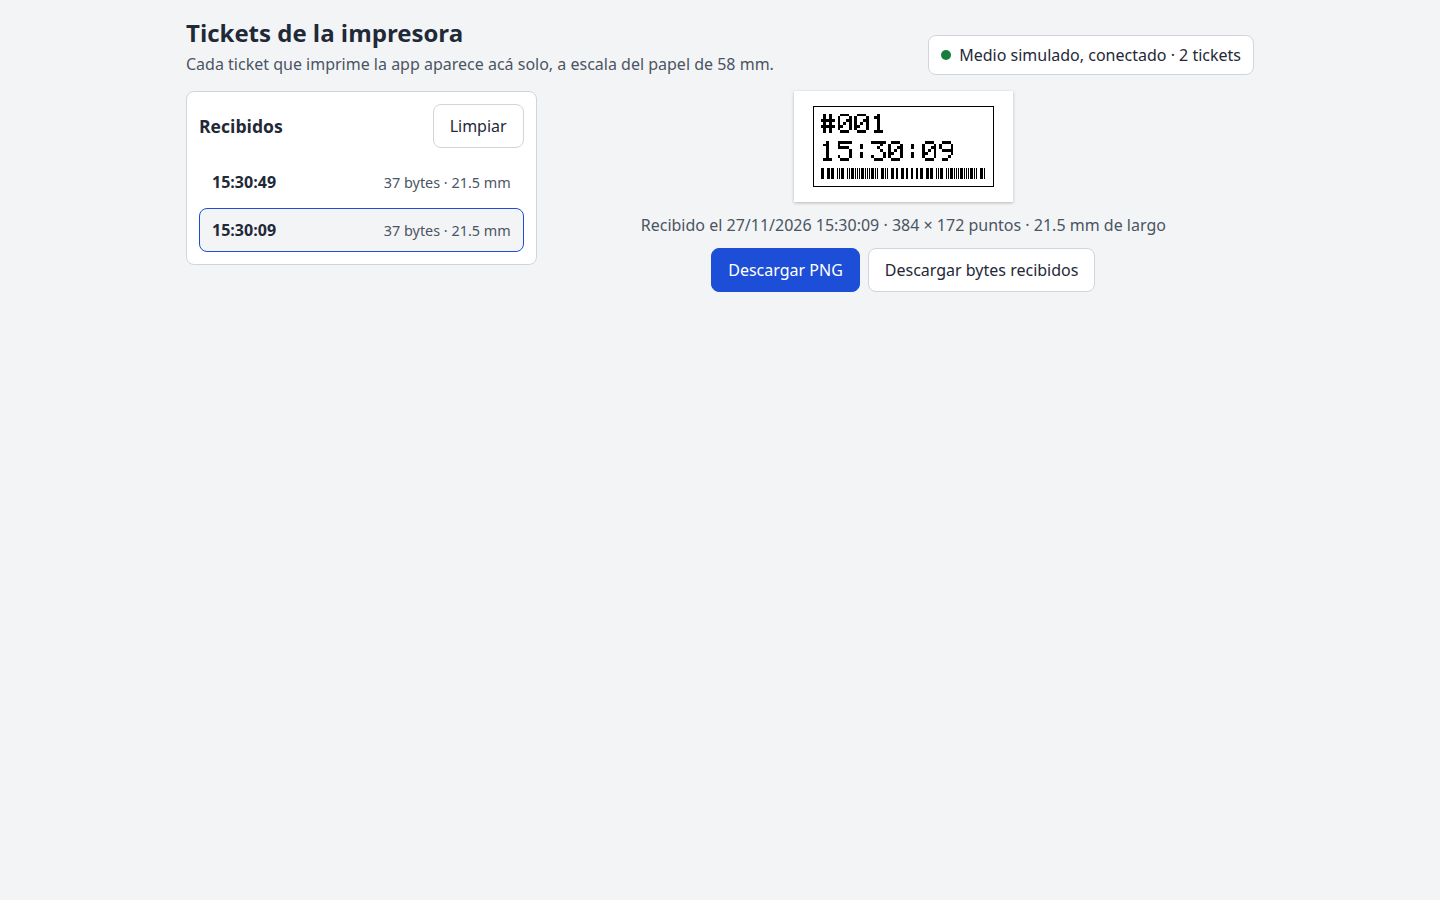 Tickets de la impresora
Cada ticket que imprime la app aparece acá solo, a escala del papel de 58 mm.
Medio simulado, conectado · 2 tickets
Recibidos
Limpiar
15:30:49 37 bytes · 21.5 mm
15:30:09 37 bytes · 21.5 mm
#001
15:30:09
Recibido el 27/11/2026 15:30:09 · 384 × 172 puntos · 21.5 mm de largo
Descargar PNG
Descargar bytes recibidos